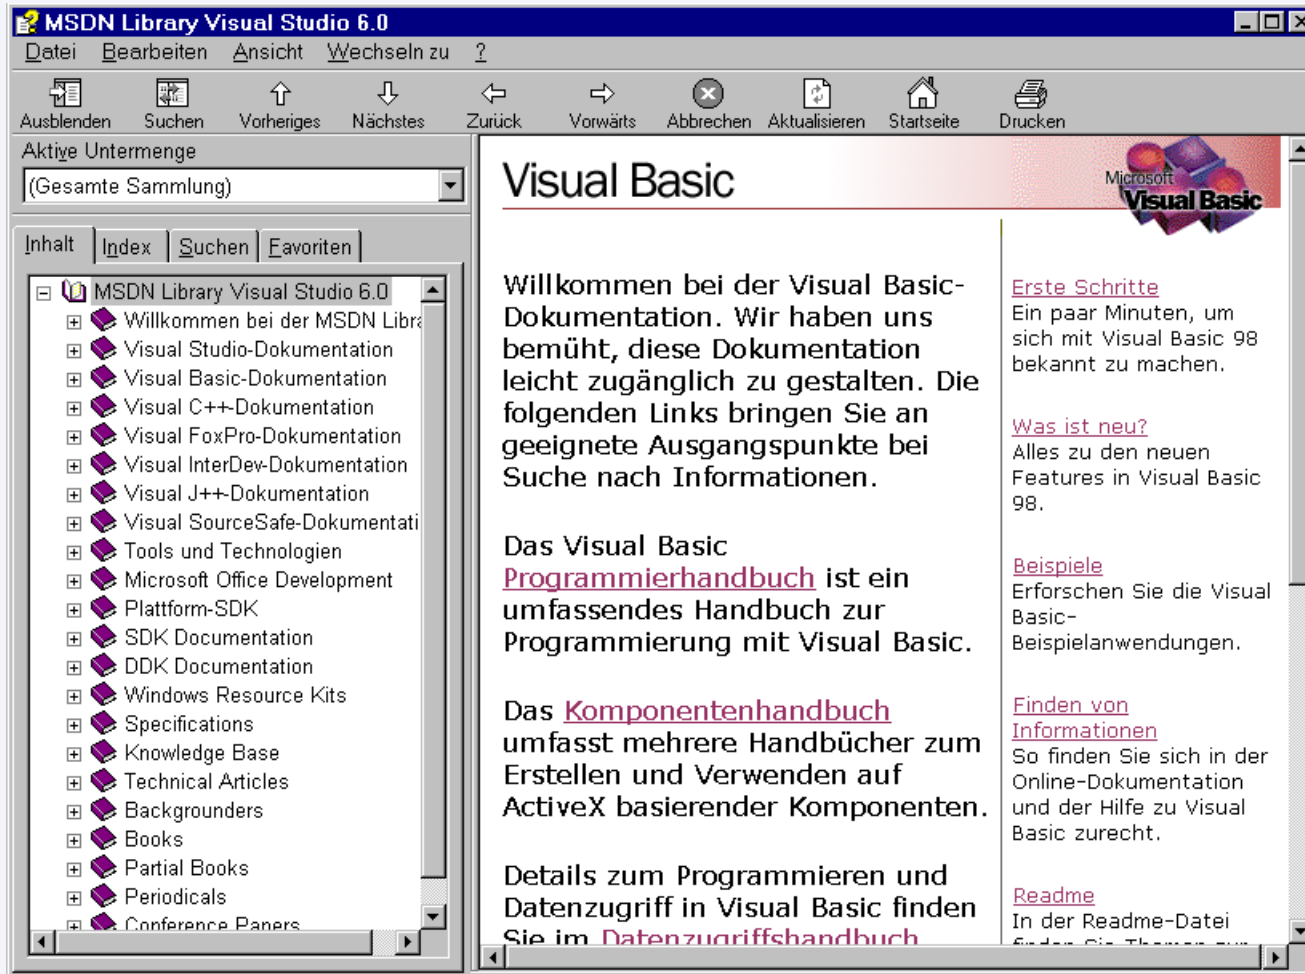 MSDN Library Visual Studio 6.0
Datei Bearbeiten Ansicht Wechseln zu ?
Ausblenden Suchen Vorheriges Nächstes Zurück Vorwärts Abbrechen Aktualisieren Startseite Drucken
Aktive Untermenge
(Gesamte Sammlung)
Inhalt Index Suchen Favoriten
MSDN Library Visual Studio 6.0
Willkommen bei der MSDN Libra
Visual Studio-Dokumentation
Visual Basic-Dokumentation
Visual C++-Dokumentation
Visual FoxPro-Dokumentation
Visual InterDev-Dokumentation
Visual J++-Dokumentation
Visual SourceSafe-Dokumentati
Tools und Technologien
Microsoft Office Development
Plattform-SDK
SDK Documentation
DDK Documentation
Windows Resource Kits
Specifications
Knowledge Base
Technical Articles
Backgrounders
Books
Partial Books
Periodicals
Conference Papers
Visual Basic
Microsoft
Visual Basic
Willkommen bei der Visual Basic-
Dokumentation. Wir haben uns
bemüht, diese Dokumentation
leicht zugänglich zu gestalten. Die
folgenden Links bringen Sie an
geeignete Ausgangspunkte bei
Suche nach Informationen.
Das Visual Basic
Programmierhandbuch ist ein
umfassendes Handbuch zur
Programmierung mit Visual Basic.
Das Komponentenhandbuch
umfasst mehrere Handbücher zum
Erstellen und Verwenden auf
ActiveX basierender Komponenten.
Details zum Programmieren und
Datenzugriff in Visual Basic finden
Sie im Datenzugriffshandbuch
Erste Schritte
Ein paar Minuten, um
sich mit Visual Basic 98
bekannt zu machen.
Was ist neu?
Alles zu den neuen
Features in Visual Basic
98.
Beispiele
Erforschen Sie die Visual
Basic-
Beispielanwendungen.
Finden von
Informationen
So finden Sie sich in der
Online-Dokumentation
und der Hilfe zu Visual
Basic zurecht.
Readme
In der Readme-Datei
finden Sie Themen zur